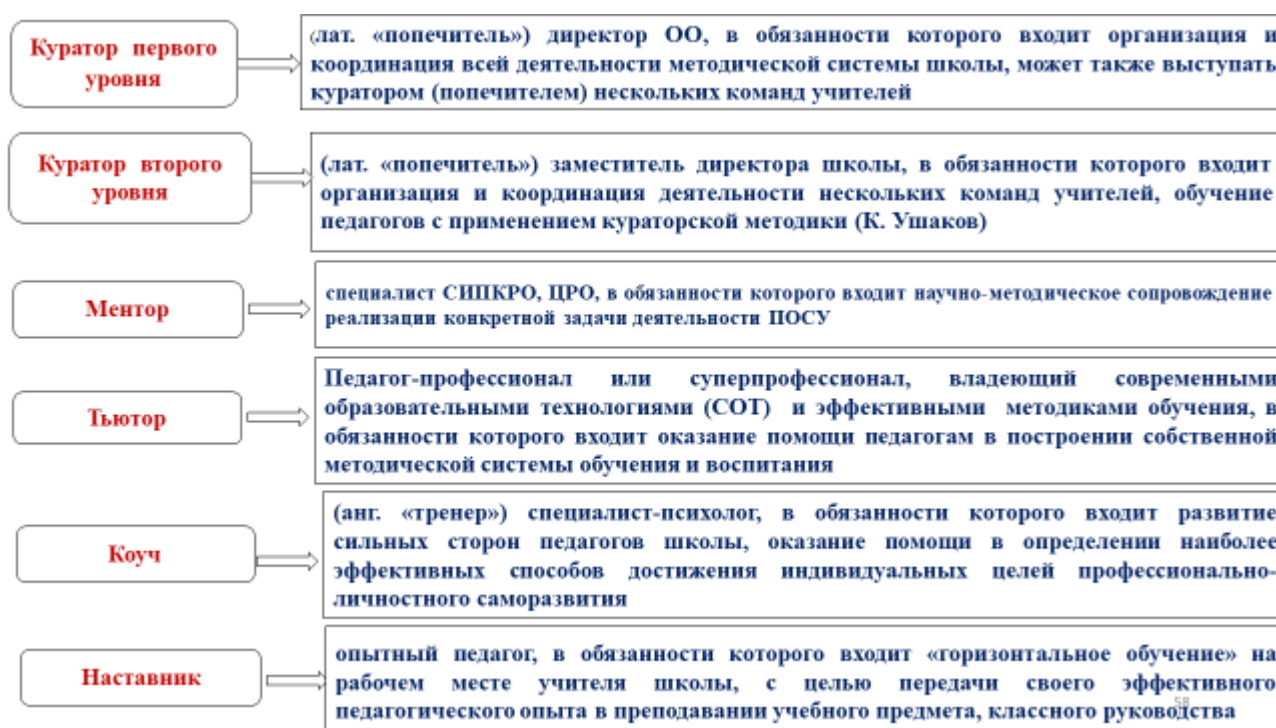 Куратор первого
уровня
(лат. «попечитель») директор ОО, в обязанности которого входит организация и
координация всей деятельности методической системы школы, может также выступать
куратором (попечителем) нескольких команд учителей
Куратор второго
уровня
(лат. «попечитель») заместитель директора школы, в обязанности которого входит
организация и координация деятельности нескольких команд учителей, обучение
педагогов с применением кураторской методики (К. Ушаков)
Ментор
специалист СИПКРО, ЦРО, в обязанности которого входит научно-методическое сопровождение
реализации конкретной задачи деятельности ПОСУ
Тьютор
Педагог-профессионал или суперпрофессионал, владеющий современными
образовательными технологиями (СОТ) и эффективными методиками обучения, в
обязанности которого входит оказание помощи педагогам в построении собственной
методической системы обучения и воспитания
Коуч
(анг. «тренер») специалист-психолог, в обязанности которого входит развитие
сильных сторон педагогов школы, оказание помощи в определении наиболее
эффективных способов достижения индивидуальных целей профессионально-
личностного саморазвития
Наставник
опытный педагог, в обязанности которого входит «горизонтальное обучение» на
рабочем месте учителя школы, с целью передачи своего эффективного
педагогического опыта в преподавании учебного предмета, классного руководства
58